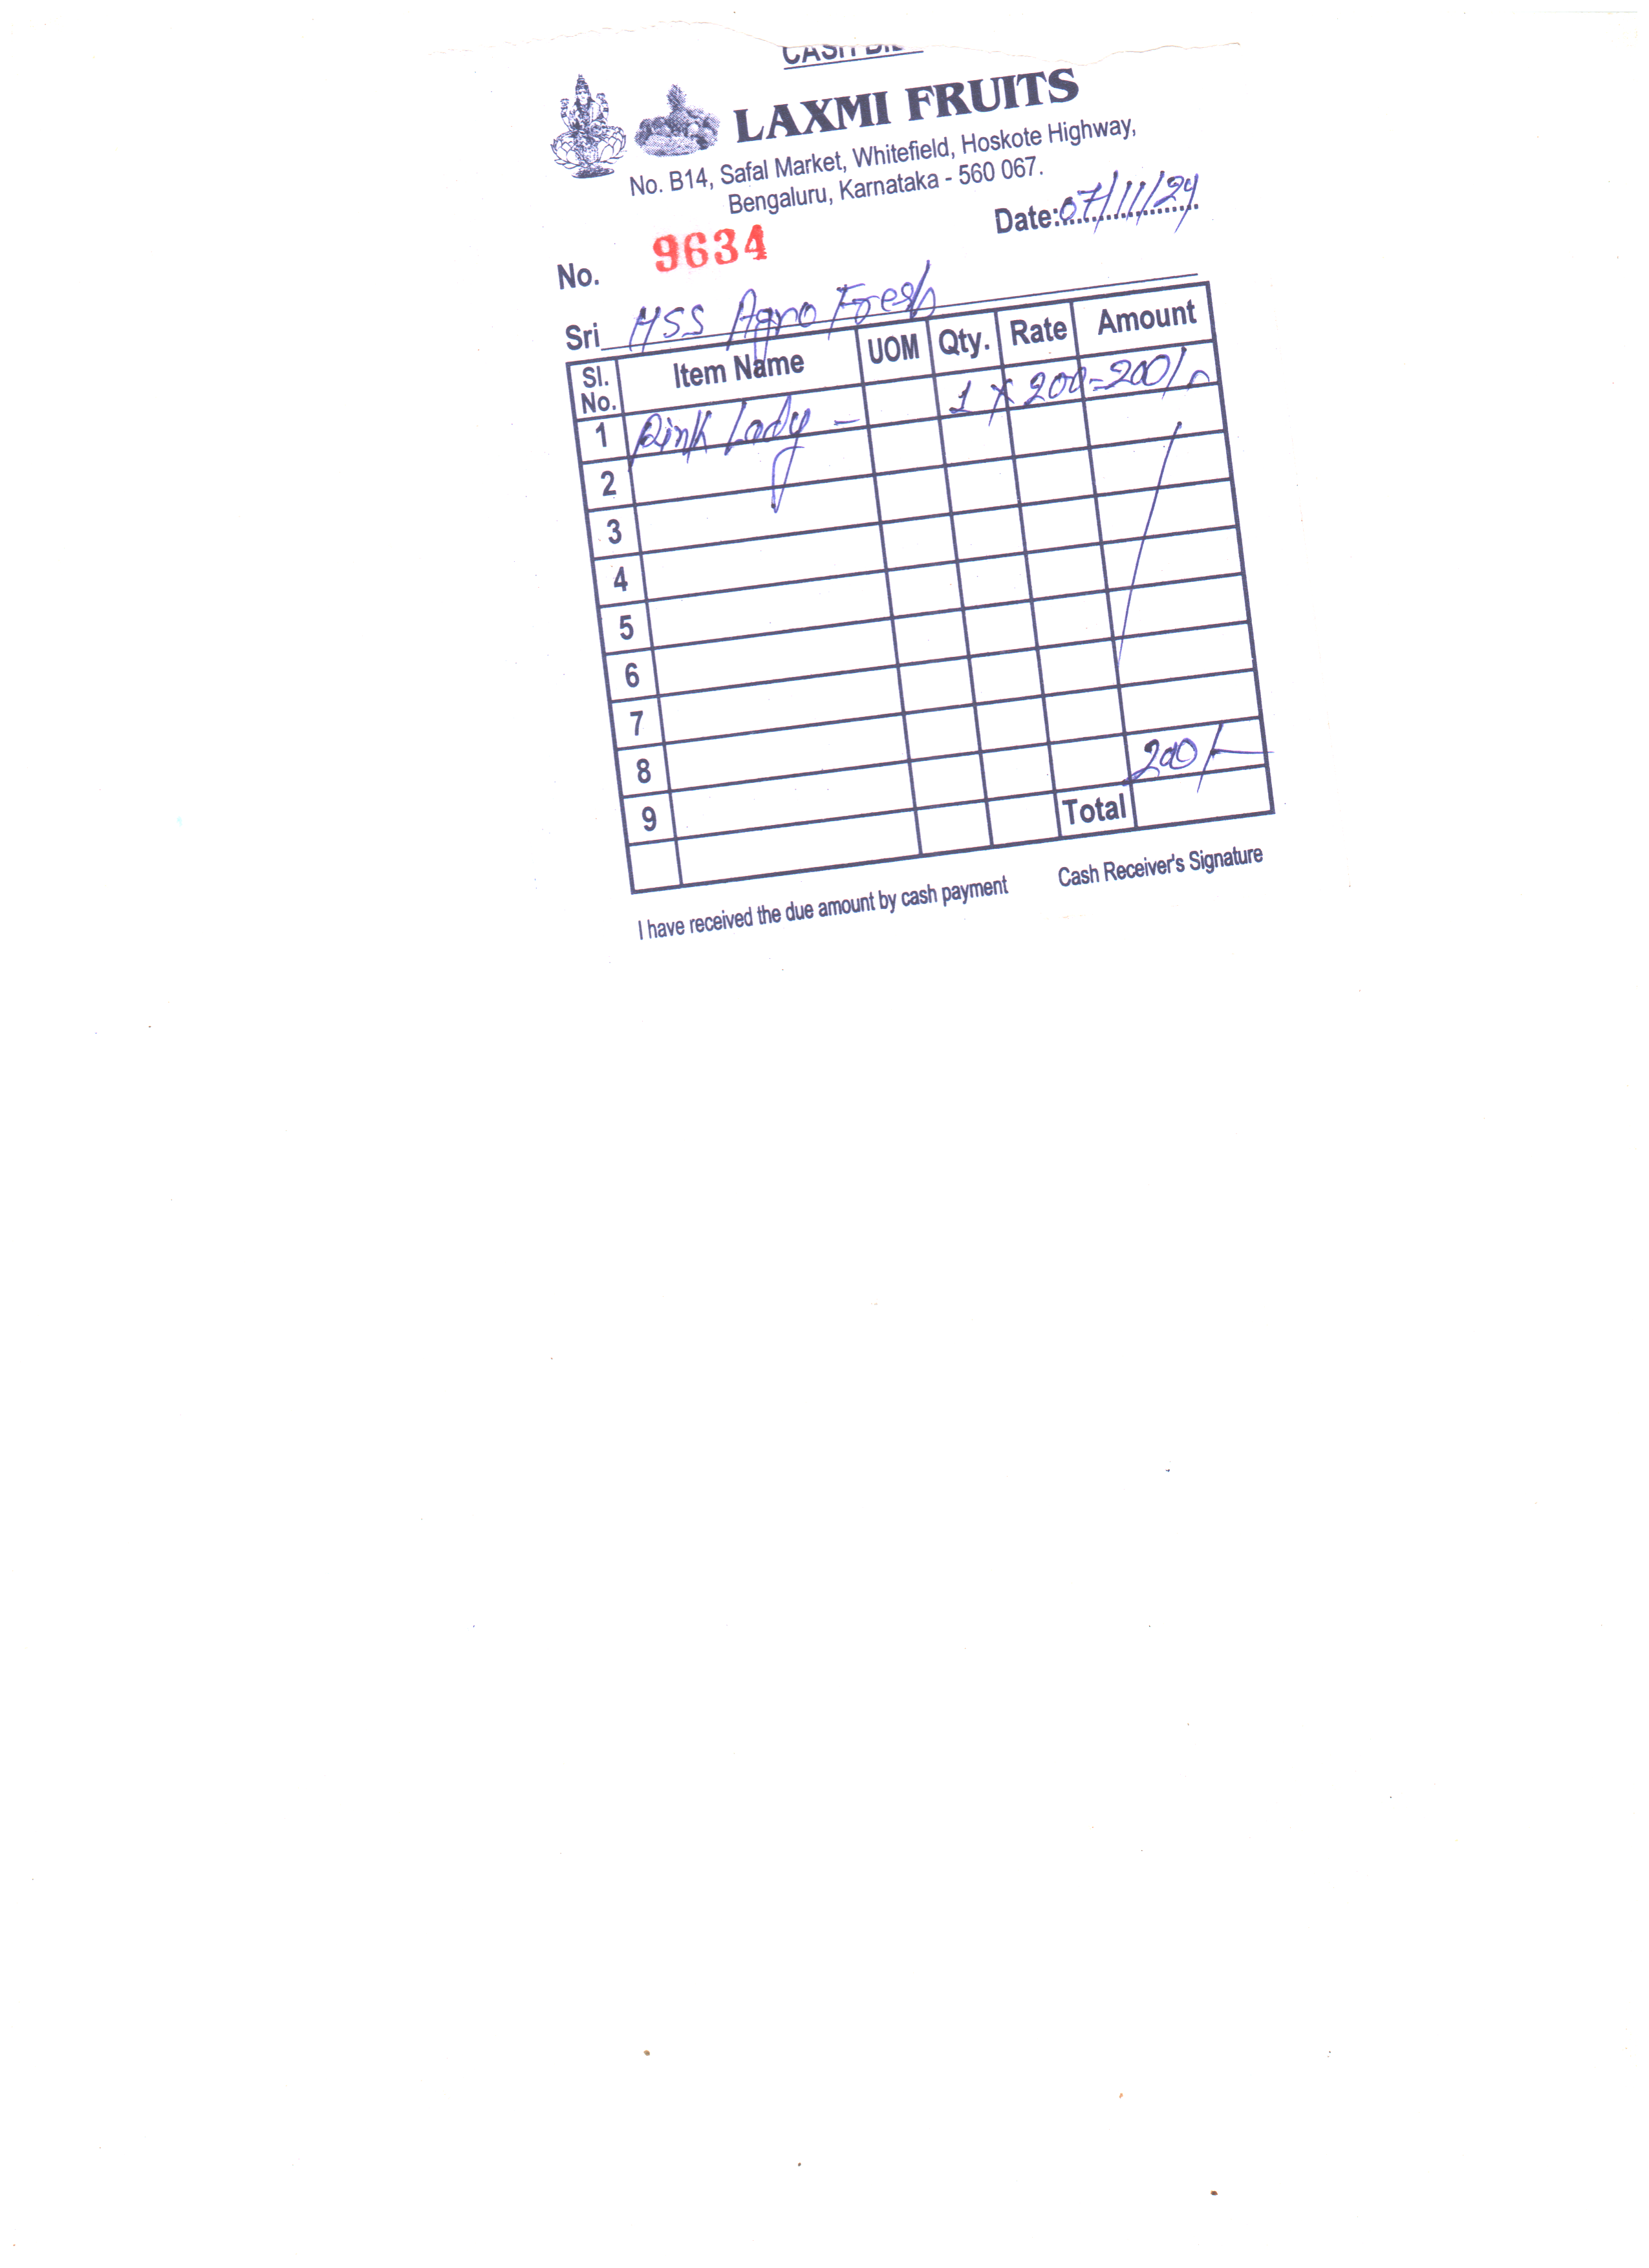 CASH BILL
LAXMI FRUITS
No. B14, Safal Market, Whitefield, Hoskote Highway,
Bengaluru, Karnataka - 560 067.
Date: 07/11/24
No. 9634
Sri HSS Agro Fresh
Sl. No. Item Name UOM Qty. Rate Amount
1 Pink Lady - 1 x 200 = 200/-
2
3
4
5
6
7
8
200/-
9
Total
I have received the due amount by cash payment Cash Receiver's Signature